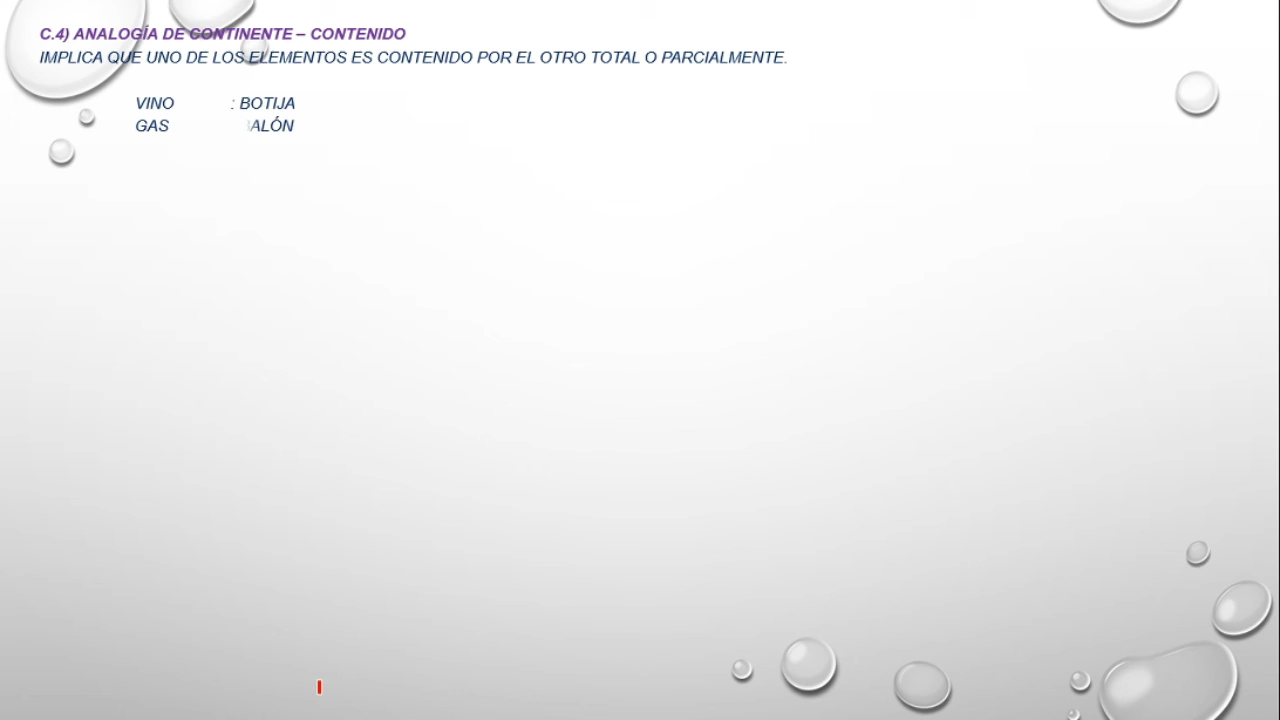 C.4) ANALOGÍA DE CONTINENTE – CONTENIDO
IMPLICA QUE UNO DE LOS ELEMENTOS ES CONTENIDO POR EL OTRO TOTAL O PARCIALMENTE.
VINO : BOTIJA
GAS